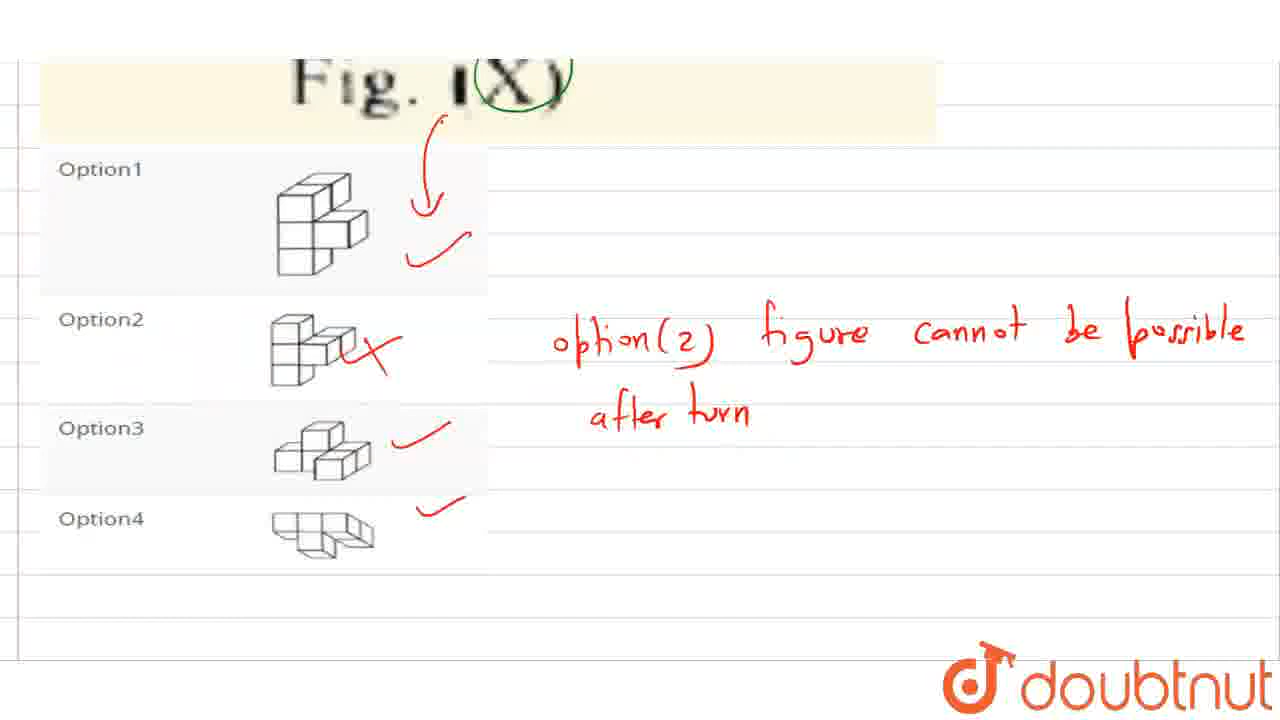 Fig. (X)
Option1
Option2
option(2) figure cannot be possible
after turn
Option3
Option4
doubtnut